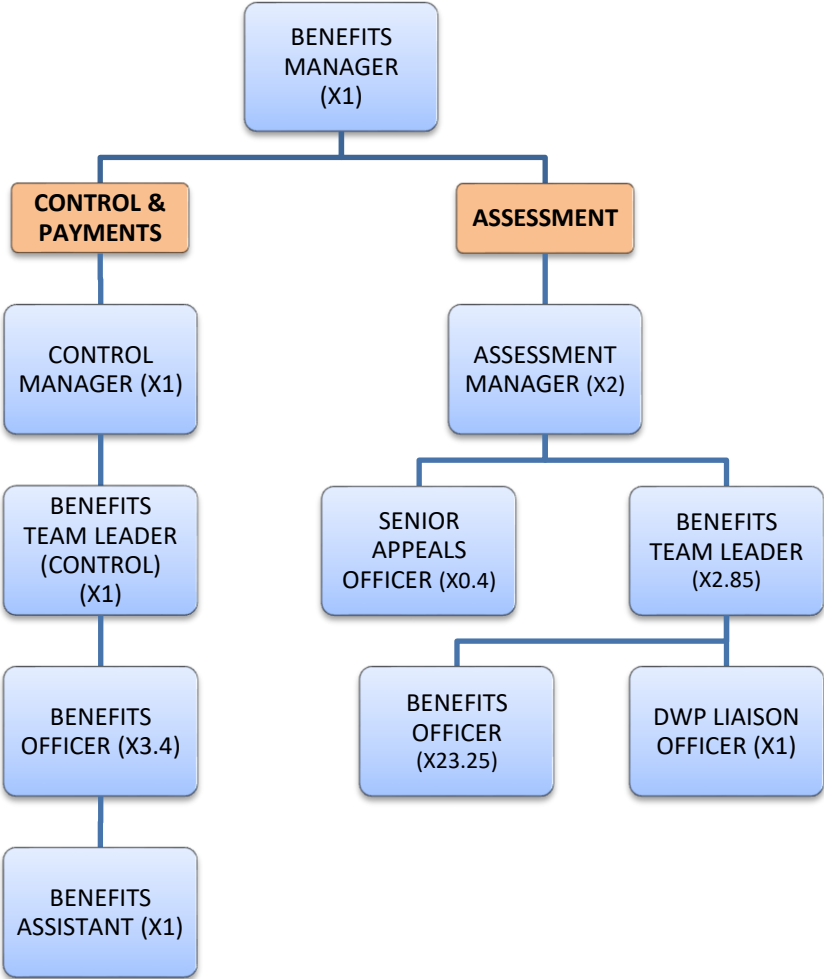 BENEFITS
MANAGER
(X1)
CONTROL &
PAYMENTS
ASSESSMENT
CONTROL
MANAGER (X1)
ASSESSMENT
MANAGER (X2)
BENEFITS
TEAM LEADER
(CONTROL)
(X1)
SENIOR
APPEALS
OFFICER (X0.4)
BENEFITS
TEAM LEADER
(X2.85)
BENEFITS
OFFICER (X3.4)
BENEFITS
OFFICER
(X23.25)
DWP LIAISON
OFFICER (X1)
BENEFITS
ASSISTANT (X1)